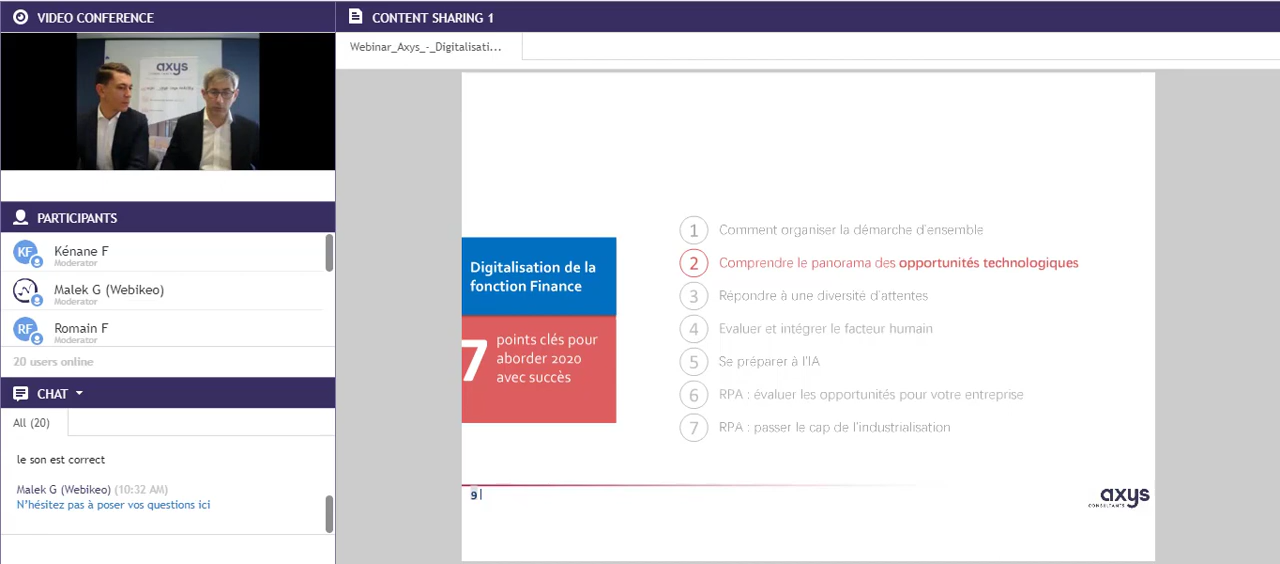 VIDEO CONFERENCE
axys
PARTICIPANTS
KF
Kénane F
Moderator
Malek G (Webikeo)
Moderator
RF
Romain F
Moderator
20 users online
CHAT
All (20)
le son est correct
Malek G (Webikeo) (10:32 AM)
N'hésitez pas à poser vos questions ici
CONTENT SHARING 1
Webinar_Axys_-_Digitalisati...
Digitalisation de la
fonction Finance
7
points clés pour
aborder 2020
avec succès
1 Comment organiser la démarche d'ensemble
2 Comprendre le panorama des opportunités technologiques
3 Répondre à une diversité d'attentes
4 Evaluer et intégrer le facteur humain
5 Se préparer à l'IA
6 RPA : évaluer les opportunités pour votre entreprise
7 RPA : passer le cap de l'industrialisation
9 |
axys
CONSULTANTS